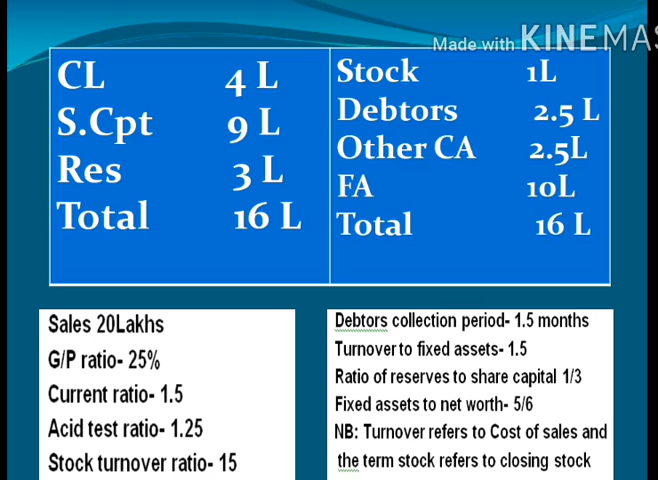 Made with KINEMAS
CL 4 L
S.Cpt 9 L
Res 3 L
Total 16 L
Stock 1L
Debtors 2.5 L
Other CA 2.5L
FA 10L
Total 16 L
Sales 20Lakhs
G/P ratio- 25%
Current ratio- 1.5
Acid test ratio- 1.25
Stock turnover ratio- 15
Debtors collection period- 1.5 months
Turnover to fixed assets- 1.5
Ratio of reserves to share capital 1/3
Fixed assets to net worth- 5/6
NB: Turnover refers to Cost of sales and
the term stock refers to closing stock